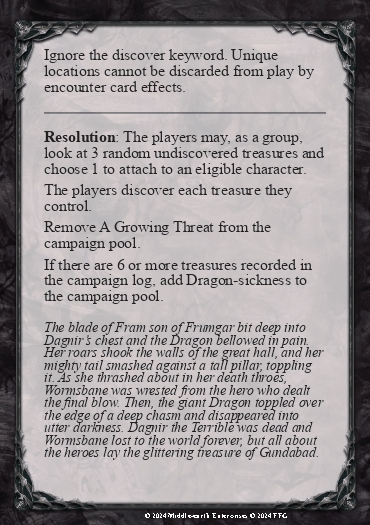 Ignore the discover keyword. Unique
locations cannot be discarded from play by
encounter card effects.
Resolution: The players may, as a group,
look at 3 random undiscovered treasures and
choose 1 to attach to an eligible character.
The players discover each treasure they
control.
Remove A Growing Threat from the
campaign pool.
If there are 6 or more treasures recorded in
the campaign log, add Dragon-sickness to
the campaign pool.
The blade of Fram son of Frumgar bit deep into
Dagnir's chest and the Dragon bellowed in pain.
Her roars shook the walls of the great hall, and her
mighty tail smashed against a tall pillar, toppling
it. As she thrashed about in her death throes,
Wormsbane was wrested from the hero who dealt
the final blow. Then, the giant Dragon toppled over
the edge of a deep chasm and disappeared into
utter darkness. Dagnir the Terrible was dead and
Wormsbane lost to the world forever, but all about
the heroes lay the glittering treasure of Gundabad.
© 2024 Middle-earth Enterprises © 2024 FFG